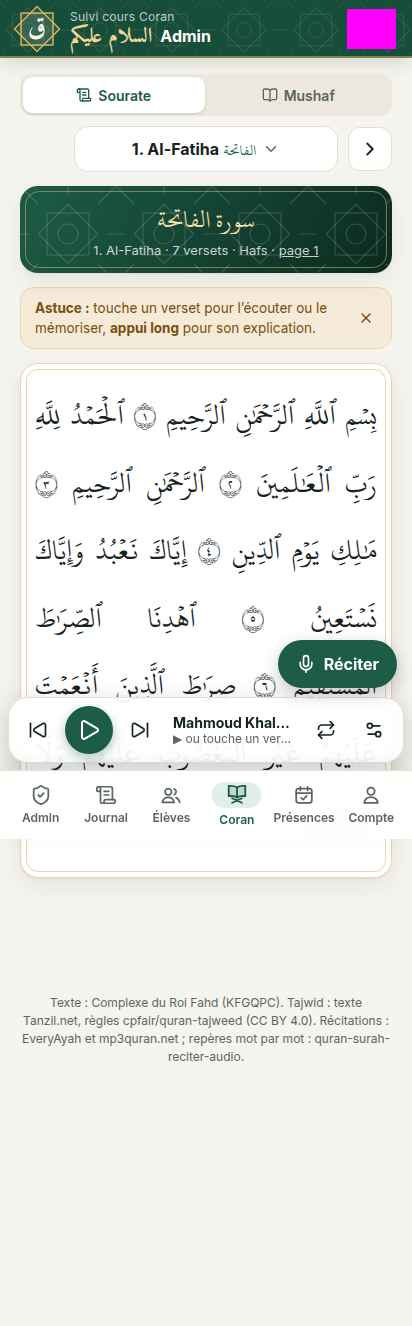 Suivi cours Coran
ق
السلام عليكم Admin
Sourate
Mushaf
1. Al-Fatiha الفاتحة
سورة الفاتحة
1. Al-Fatiha · 7 versets · Hafs · page 1
Astuce : touche un verset pour l’écouter ou le
mémoriser, appui long pour son explication.
بِسْمِ ٱللَّهِ ٱلرَّحْمَٰنِ ٱلرَّحِيمِ ١ ٱلْحَمْدُ لِلَّهِ
رَبِّ ٱلْعَٰلَمِينَ ٢ ٱلرَّحْمَٰنِ ٱلرَّحِيمِ ٣
مَٰلِكِ يَوْمِ ٱلدِّينِ ٤ إِيَّاكَ نَعْبُدُ وَإِيَّاكَ
نَسْتَعِينُ ٥ ٱهْدِنَا ٱلصِّرَٰطَ
Réciter
ٱلْمُسْتَقِيمَ ٦ صِرَٰطَ ٱلَّذِينَ أَنْعَمْتَ
عَلَيْهِمْ غَيْرِ ٱلْمَغْضُوبِ عَلَيْهِمْ وَلَا
Mahmoud Khal...
▶ ou touche un ver...
Admin
Journal
Élèves
Coran
Présences
Compte
Texte : Complexe du Roi Fahd (KFGQPC). Tajwid : texte
Tanzil.net, règles cpfair/quran-tajweed (CC BY 4.0). Récitations :
EveryAyah et mp3quran.net ; repères mot par mot : quran-surah-
reciter-audio.